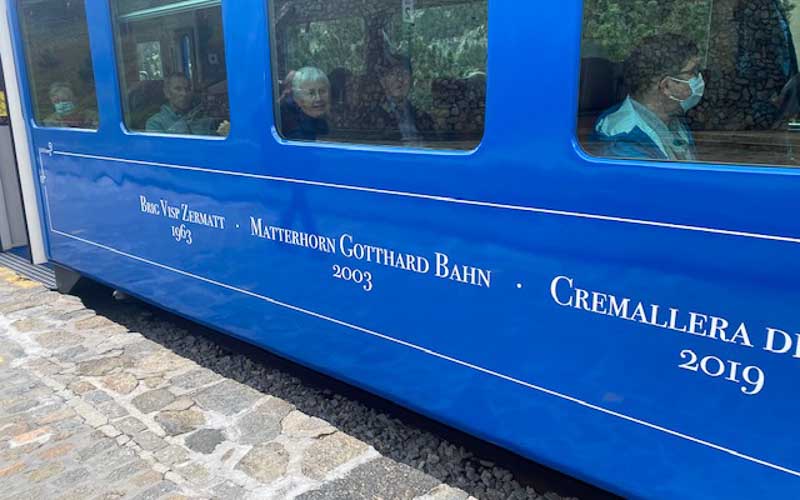 Brig Visp Zermatt · Matterhorn Gotthard Bahn · Cremallera
1963 2003 2019